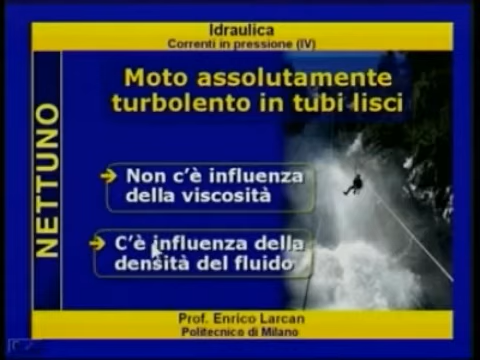 Idraulica
Correnti in pressione (IV)
Moto assolutamente
turbolento in tubi lisci
NETTUNO
Non c'è influenza
della viscosità
C'è influenza della
densità del fluido
Prof. Enrico Larcan
Politecnico di Milano